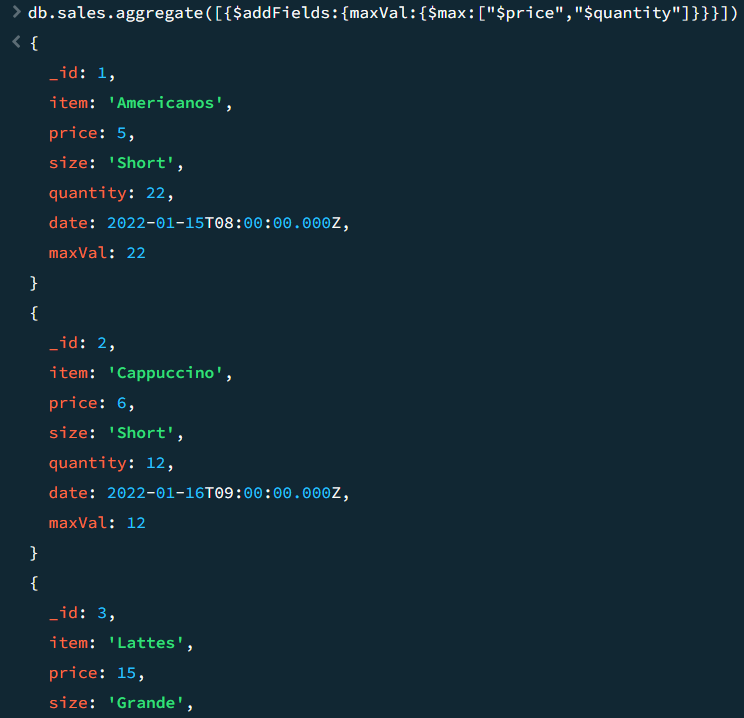 > db.sales.aggregate([{$addFields:{maxVal:{$max:["$price","$quantity"]}}}])
< {
_id: 1,
item: 'Americanos',
price: 5,
size: 'Short',
quantity: 22,
date: 2022-01-15T08:00:00.000Z,
maxVal: 22
}
{
_id: 2,
item: 'Cappuccino',
price: 6,
size: 'Short',
quantity: 12,
date: 2022-01-16T09:00:00.000Z,
maxVal: 12
}
{
_id: 3,
item: 'Lattes',
price: 15,
size: 'Grande',